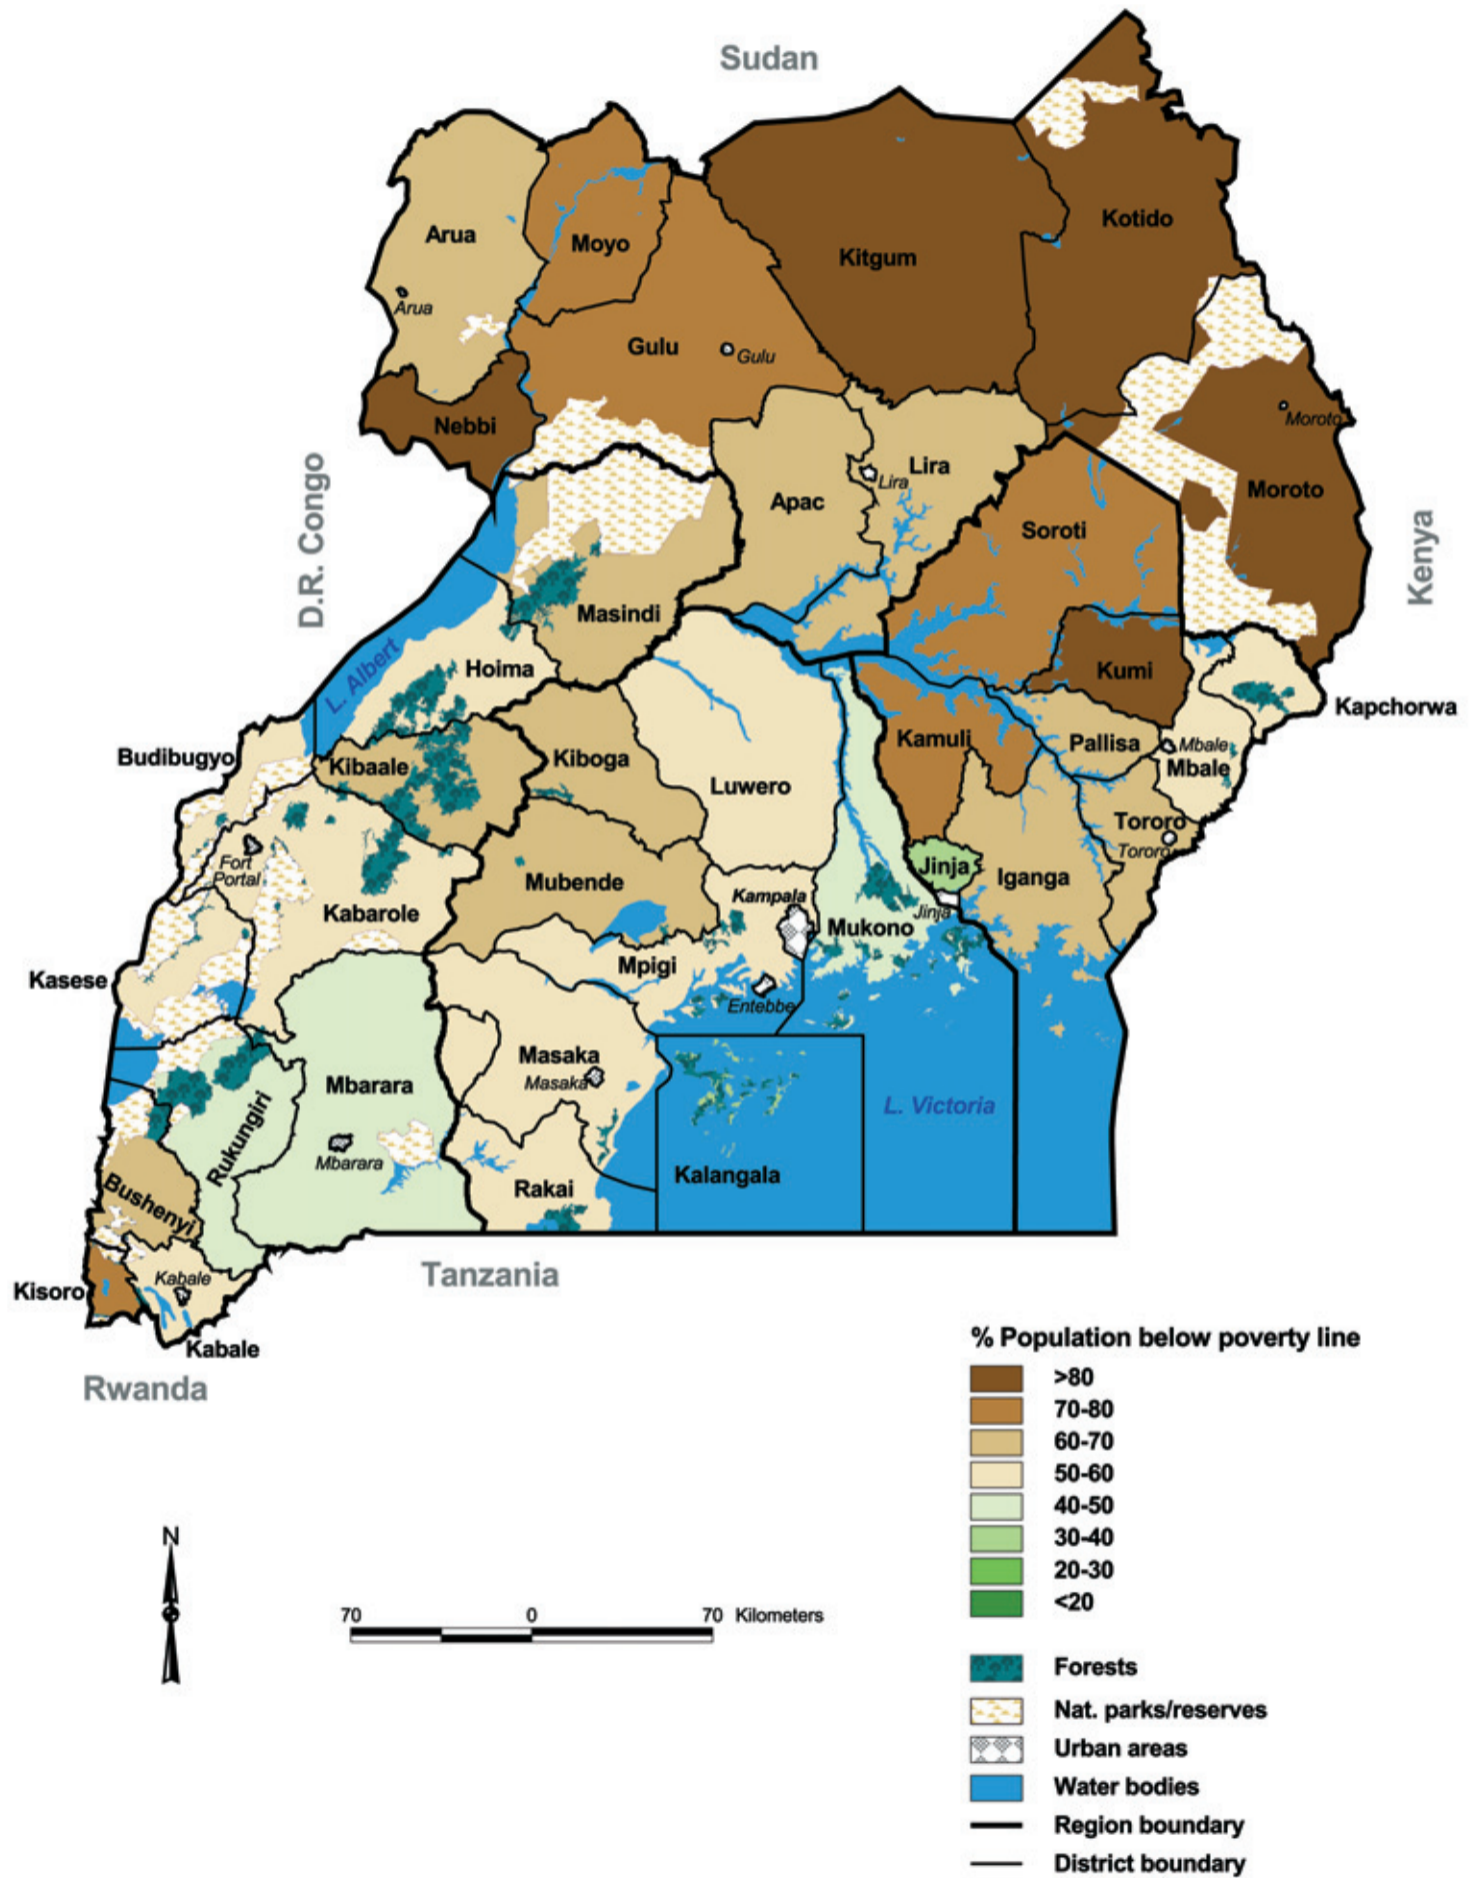 Sudan
Kotido
Arua
Moyo
Kitgum
Arua
Gulu
Gulu
Moroto
Nebbi
Lira
Lira
Apac
Moroto
Soroti
D.R. Congo
Kenya
Masindi
Hoima
Kumi
L. Albert
Kapchorwa
Budibugyo
Kibaale
Kiboga
Kamuli
Pallisa
Mbale
Mbale
Luwero
Tororo
Tororo
Fort
Portal
Mubende
Jinja
Iganga
Kampala
Jinja
Kabarole
Mukono
Mpigi
Kasese
Entebbe
Masaka
Masaka
Mbarara
L. Victoria
Rukungiri
Mbarara
Kalangala
Rakai
Bushenyi
Kabale
Kisoro
Tanzania
Kabale
Rwanda
% Population below poverty line
>80
70-80
60-70
50-60
40-50
30-40
20-30
<20
N
70 0 70 Kilometers
Forests
Nat. parks/reserves
Urban areas
Water bodies
Region boundary
District boundary